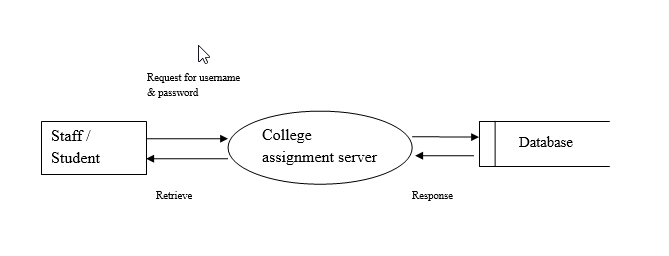 Request for username
& password
Staff /
Student
College
assignment server
Database
Retrieve
Response